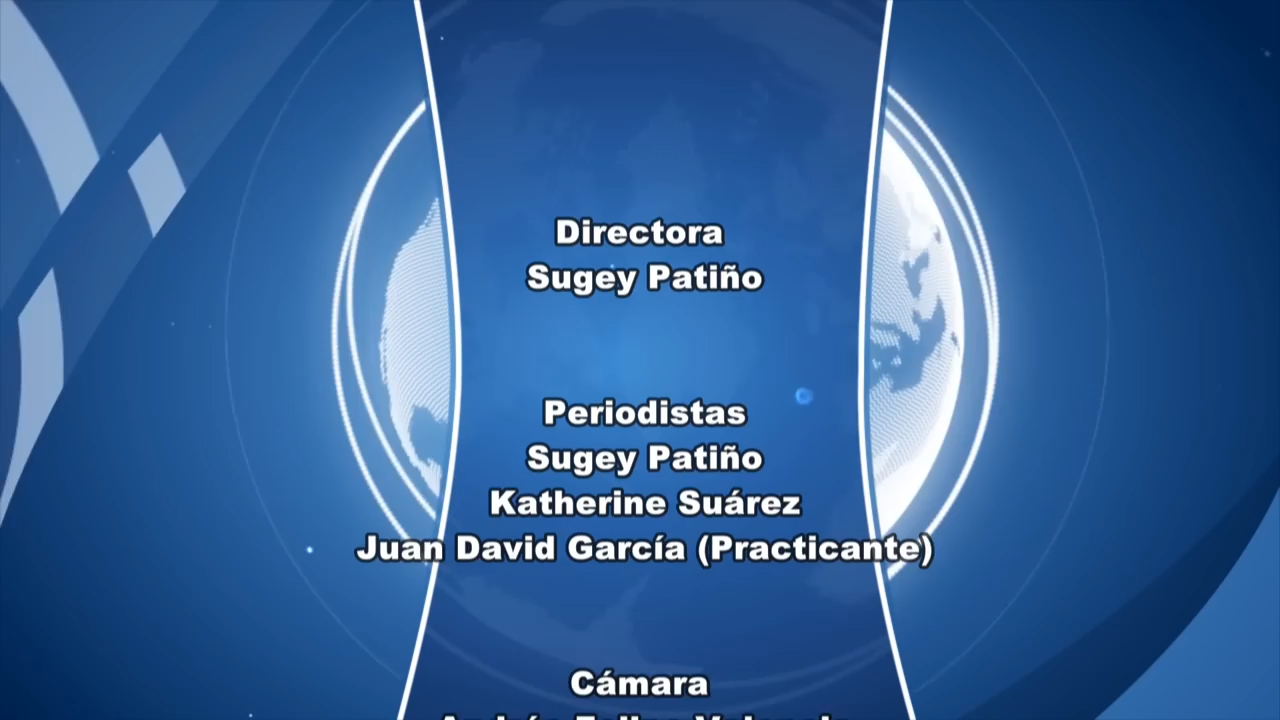 Directora
Sugey Patiño
Periodistas
Sugey Patiño
Katherine Suárez
Juan David García (Practicante)
Cámara